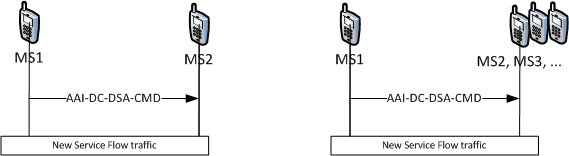 MS1
MS2
AAI-DC-DSA-CMD
New Service Flow traffic
MS1
MS2, MS3, ...
AAI-DC-DSA-CMD
New Service Flow traffic